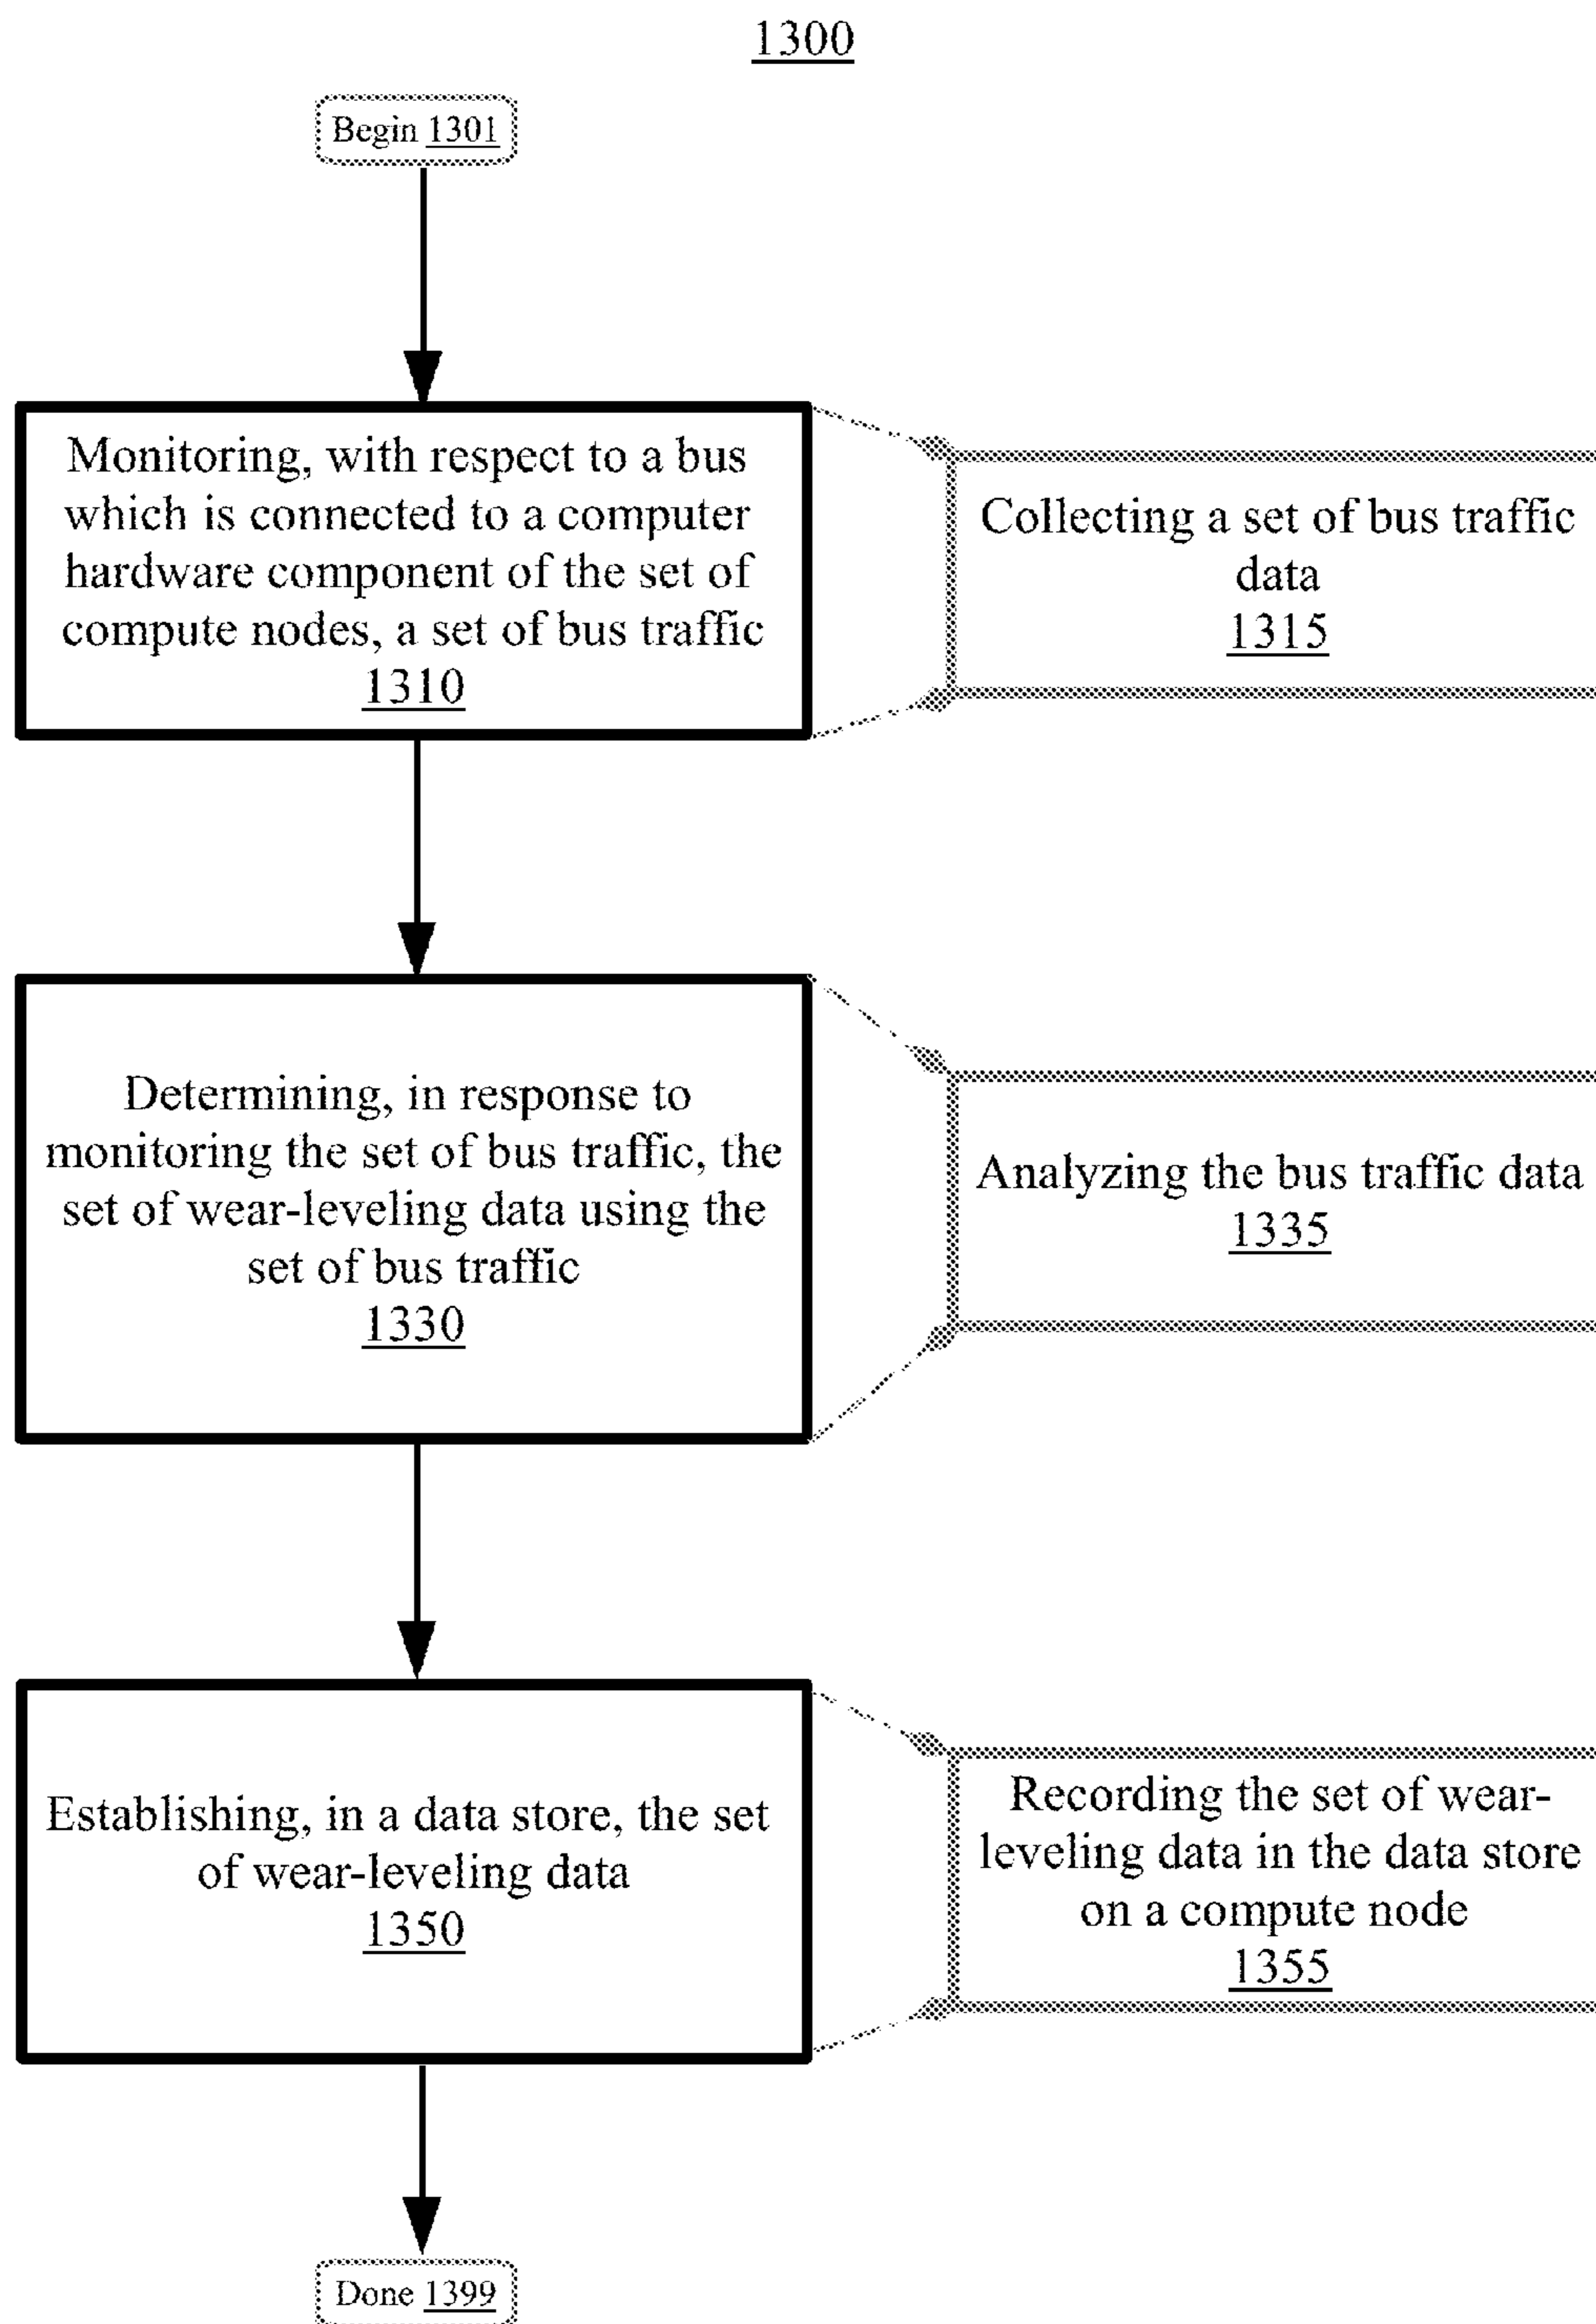 1300
Begin 1301
Monitoring, with respect to a bus
which is connected to a computer
hardware component of the set of
compute nodes, a set of bus traffic
1310
Collecting a set of bus traffic
data
1315
Determining, in response to
monitoring the set of bus traffic, the
set of wear-leveling data using the
set of bus traffic
1330
Analyzing the bus traffic data
1335
Establishing, in a data store, the set
of wear-leveling data
1350
Recording the set of wear-
leveling data in the data store
on a compute node
1355
Done 1399